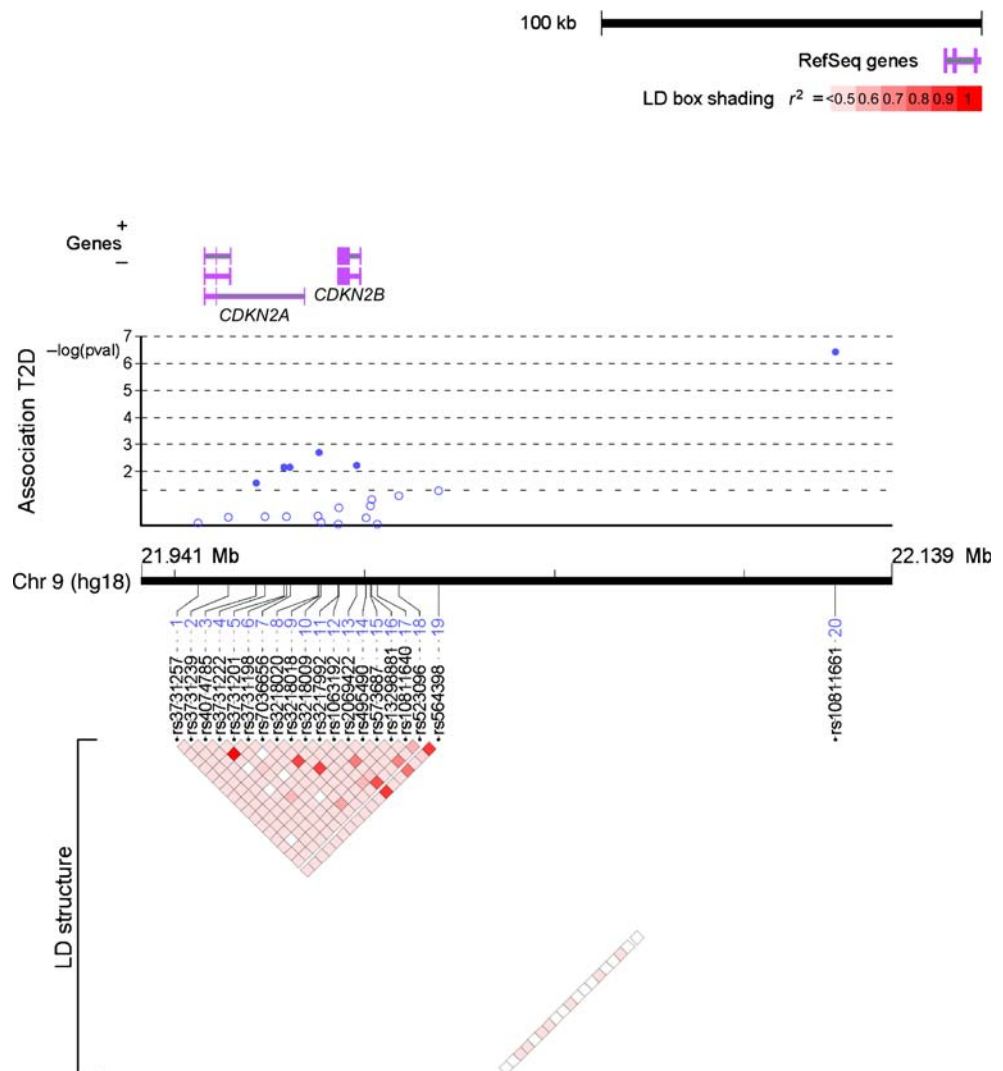 100 kb
RefSeq genes
LD box shading r² = <0.5 0.6 0.7 0.8 0.9 1
+
Genes
–
CDKN2B
CDKN2A
Association T2D
–log(pval)
7
6
5
4
3
2
21.941 Mb
22.139 Mb
Chr 9 (hg18)
rs3731257 1
rs3731239 2
rs4074785 3
rs3731222 4
rs3731201 5
rs3731198 6
rs7036656 7
rs3218020 8
rs3218018 9
rs3218009 10
rs3217992 11
rs1063192 12
rs2069422 13
rs495490 14
rs573687 15
rs13298881 16
rs10811640 17
rs523096 18
rs564398 19
rs10811661 20
LD structure